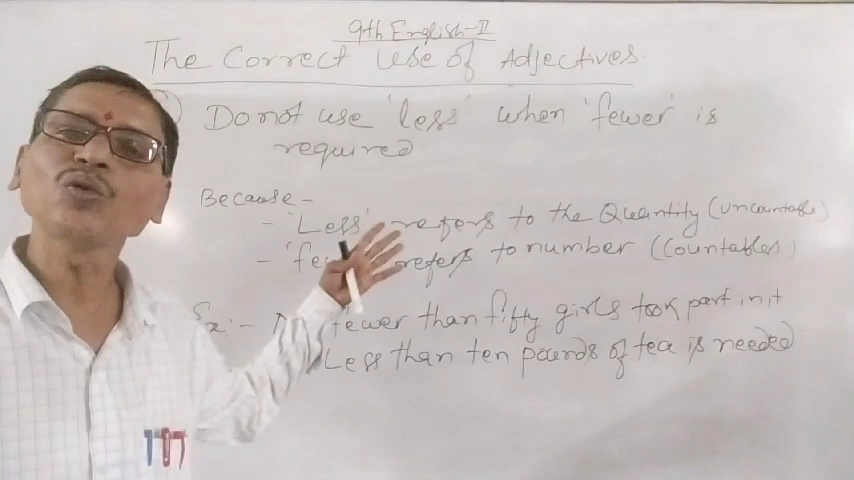 9th English-II
The Correct Use of Adjectives.
Do not use 'less' when 'fewer' is
required
Because -
- 'Less' refers to the Quantity (uncountable)
- refers to number (Countables)
Ex:- fewer than fifty girls took part in it
Less than ten pounds of tea is needed